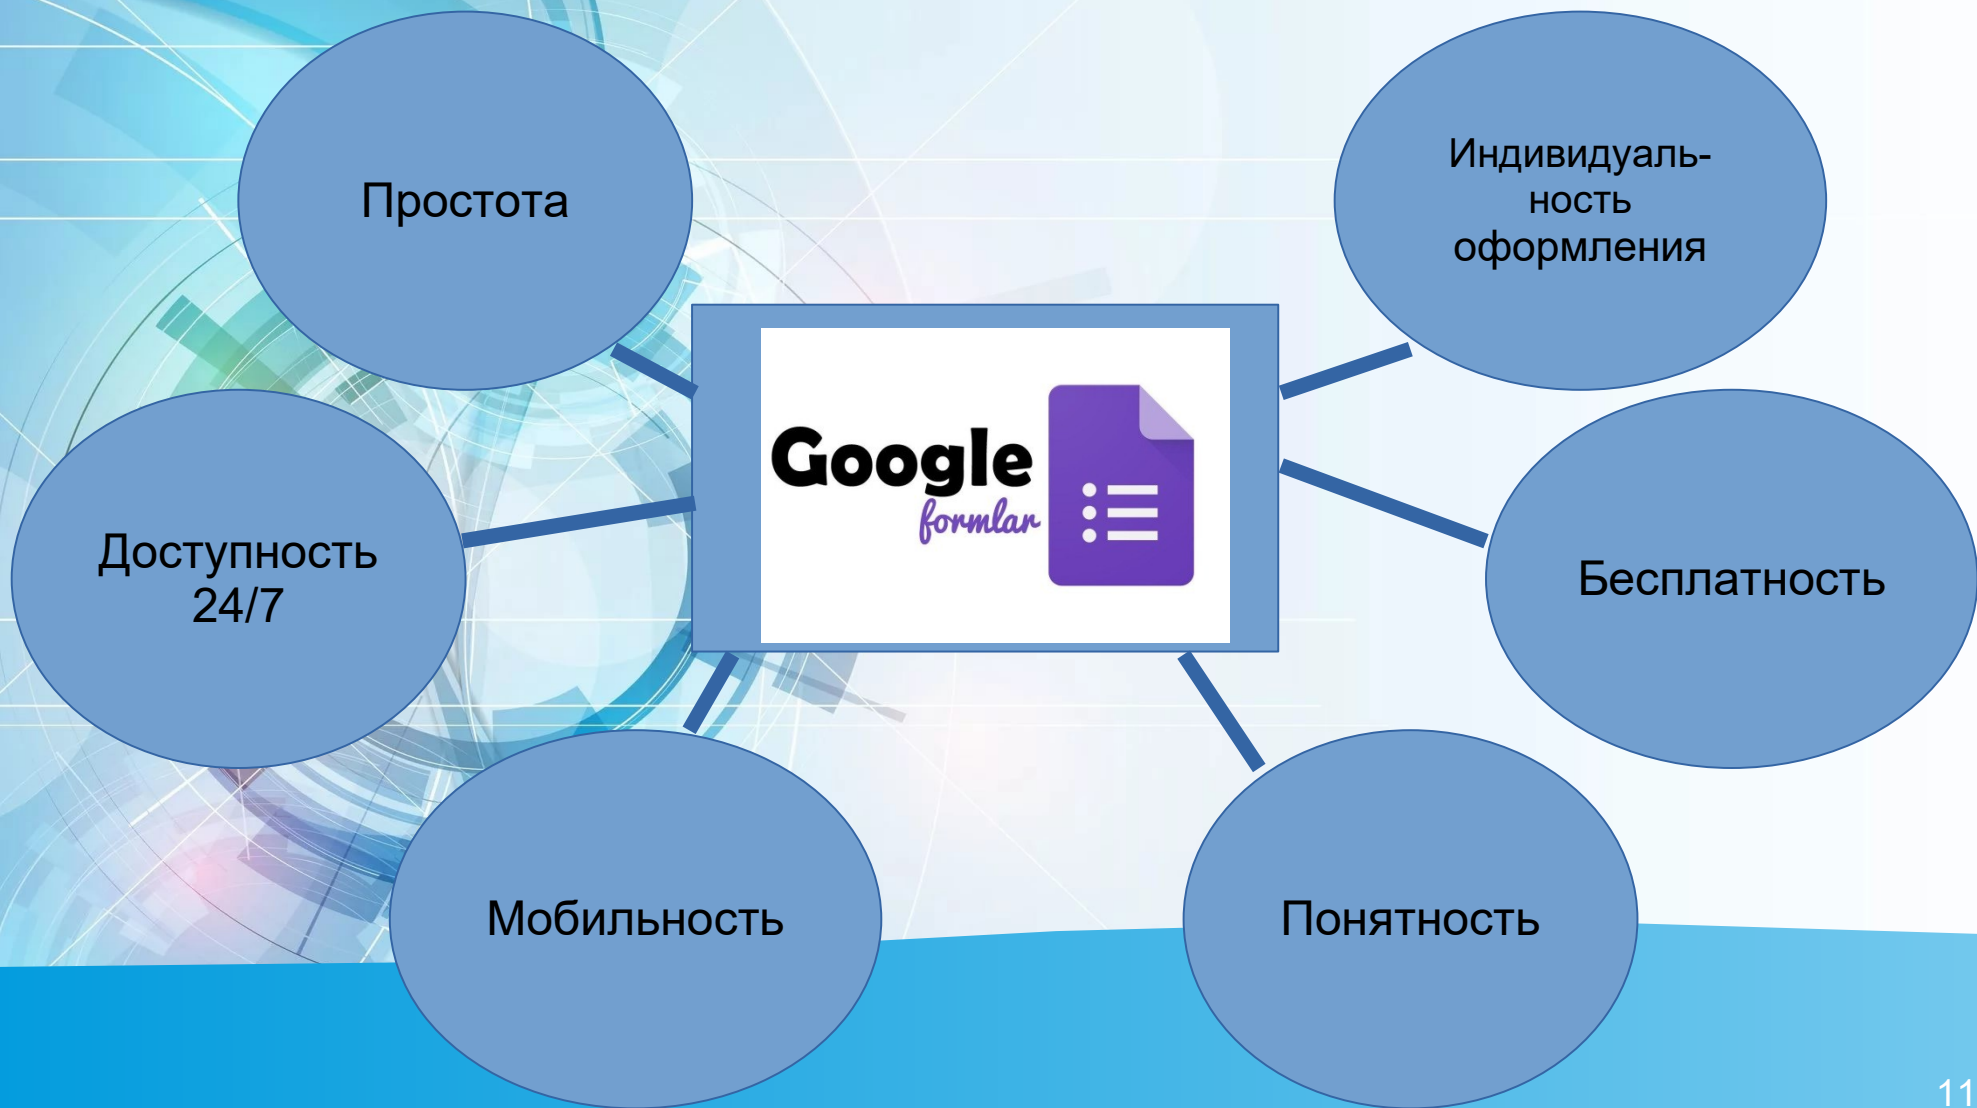 Простота
Индивидуаль-
ность
оформления
Google
formlar
Доступность
24/7
Бесплатность
Мобильность
Понятность
11